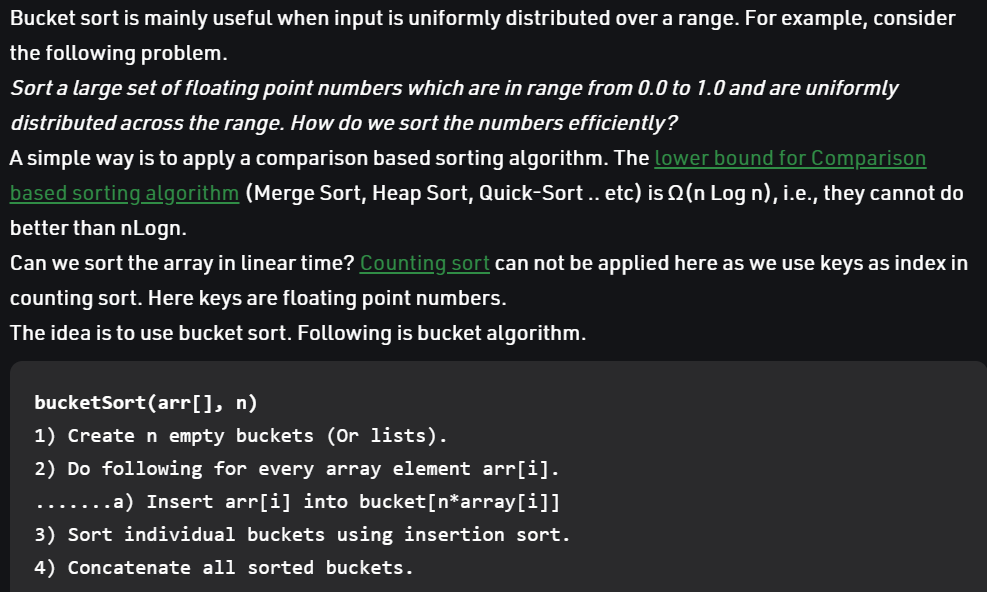 Bucket sort is mainly useful when input is uniformly distributed over a range. For example, consider
the following problem.
Sort a large set of floating point numbers which are in range from 0.0 to 1.0 and are uniformly
distributed across the range. How do we sort the numbers efficiently?
A simple way is to apply a comparison based sorting algorithm. The lower bound for Comparison
based sorting algorithm (Merge Sort, Heap Sort, Quick-Sort .. etc) is Ω(n Log n), i.e., they cannot do
better than nLogn.
Can we sort the array in linear time? Counting sort can not be applied here as we use keys as index in
counting sort. Here keys are floating point numbers.
The idea is to use bucket sort. Following is bucket algorithm.
bucketSort(arr[], n)
1) Create n empty buckets (Or lists).
2) Do following for every array element arr[i].
.......a) Insert arr[i] into bucket[n*array[i]]
3) Sort individual buckets using insertion sort.
4) Concatenate all sorted buckets.